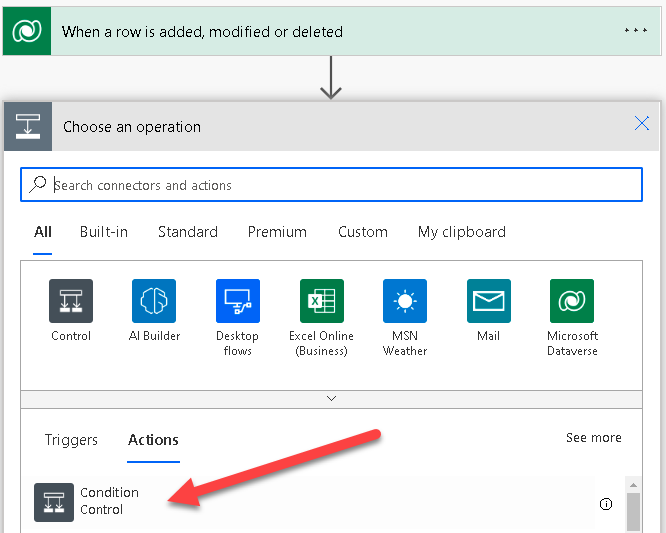 When a row is added, modified or deleted
Choose an operation
Search connectors and actions
All Built-in Standard Premium Custom My clipboard
Control AI Builder Desktop flows Excel Online (Business) MSN Weather Mail Microsoft Dataverse
Triggers Actions See more
Condition
Control